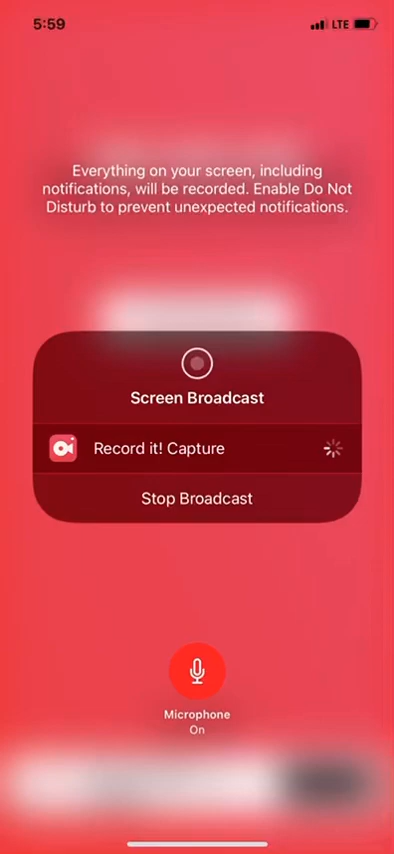 5:59
LTE
Everything on your screen, including
notifications, will be recorded. Enable Do Not
Disturb to prevent unexpected notifications.
Screen Broadcast
Record it! Capture
Stop Broadcast
Microphone
On